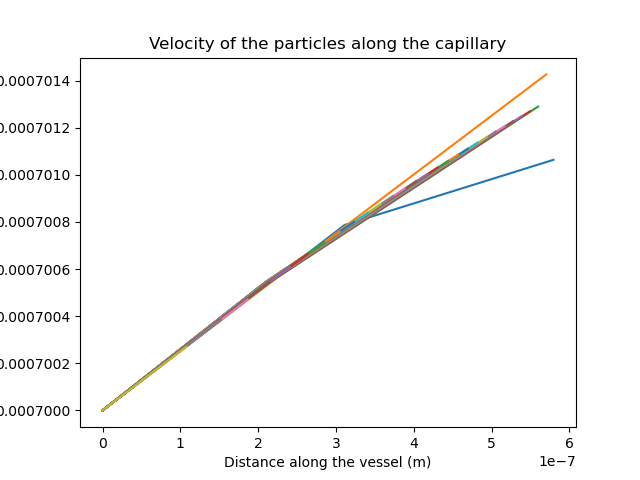 Velocity of the particles along the capillary
0.0007014
0.0007012
0.0007010
0.0007008
0.0007006
0.0007004
0.0007002
0.0007000
0 1 2 3 4 5 6
1e−7
Distance along the vessel (m)